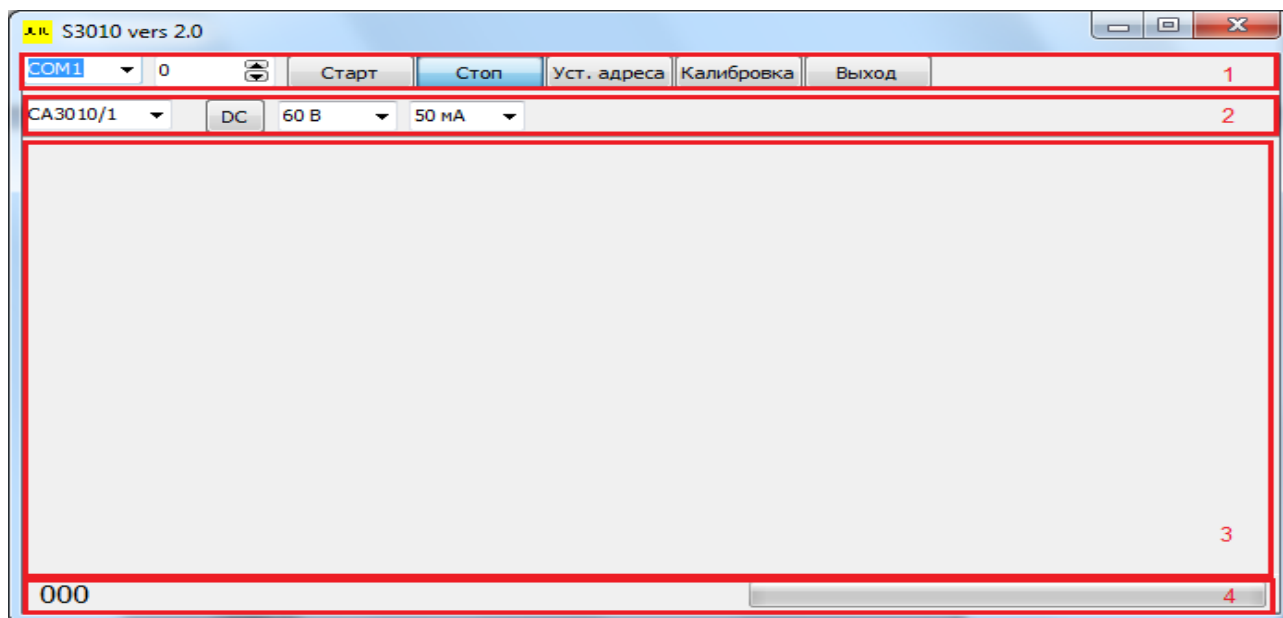 S3010 vers 2.0
COM1 0 Старт Стоп Уст. адреса Калибровка Выход 1
CA3010/1 DC 60 В 50 мА 2
3
000 4